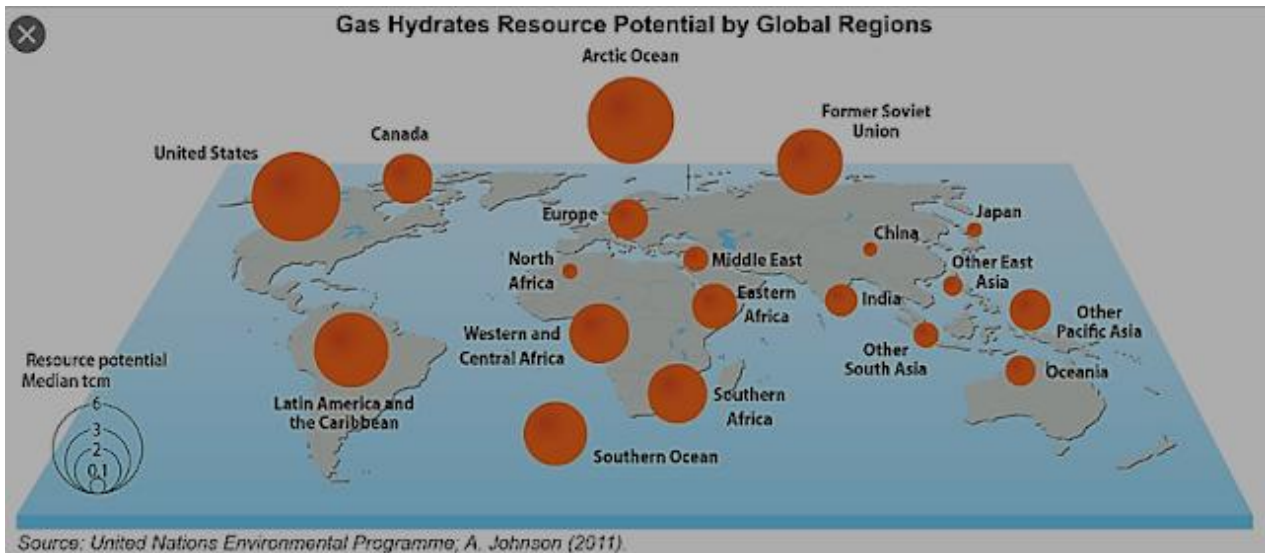 Gas Hydrates Resource Potential by Global Regions
Arctic Ocean
Former Soviet
Union
Canada
United States
Europe
Japan
China
North
Africa
Middle East
Other East
Asia
Eastern
Africa
India
Western and
Central Africa
Other
Pacific Asia
Other
South Asia
Oceania
Resource potential
Median tcm
6
3
2
0,1
Latin America and
the Caribbean
Southern
Africa
Southern Ocean
Source: United Nations Environmental Programme; A. Johnson (2011).